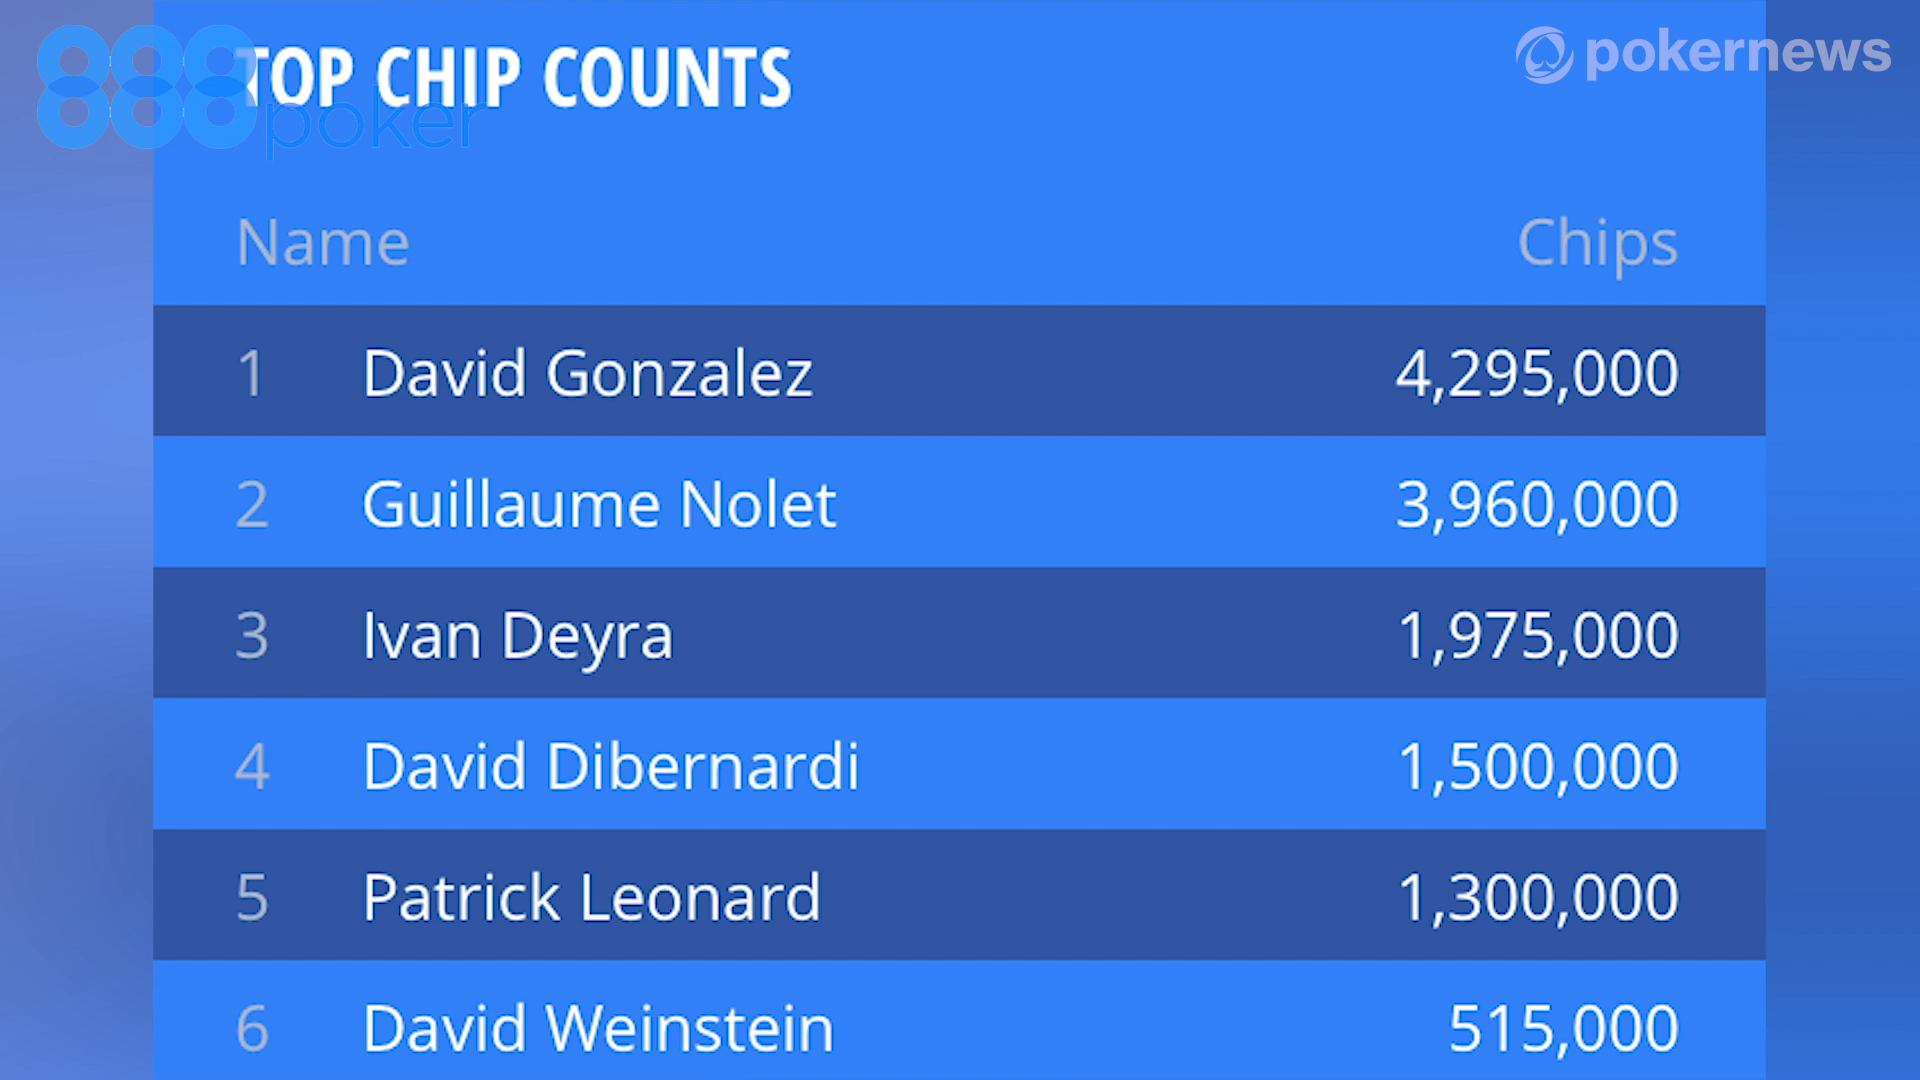 888poker
pokernews
TOP CHIP COUNTS
Name Chips
1 David Gonzalez 4,295,000
2 Guillaume Nolet 3,960,000
3 Ivan Deyra 1,975,000
4 David Dibernardi 1,500,000
5 Patrick Leonard 1,300,000
6 David Weinstein 515,000